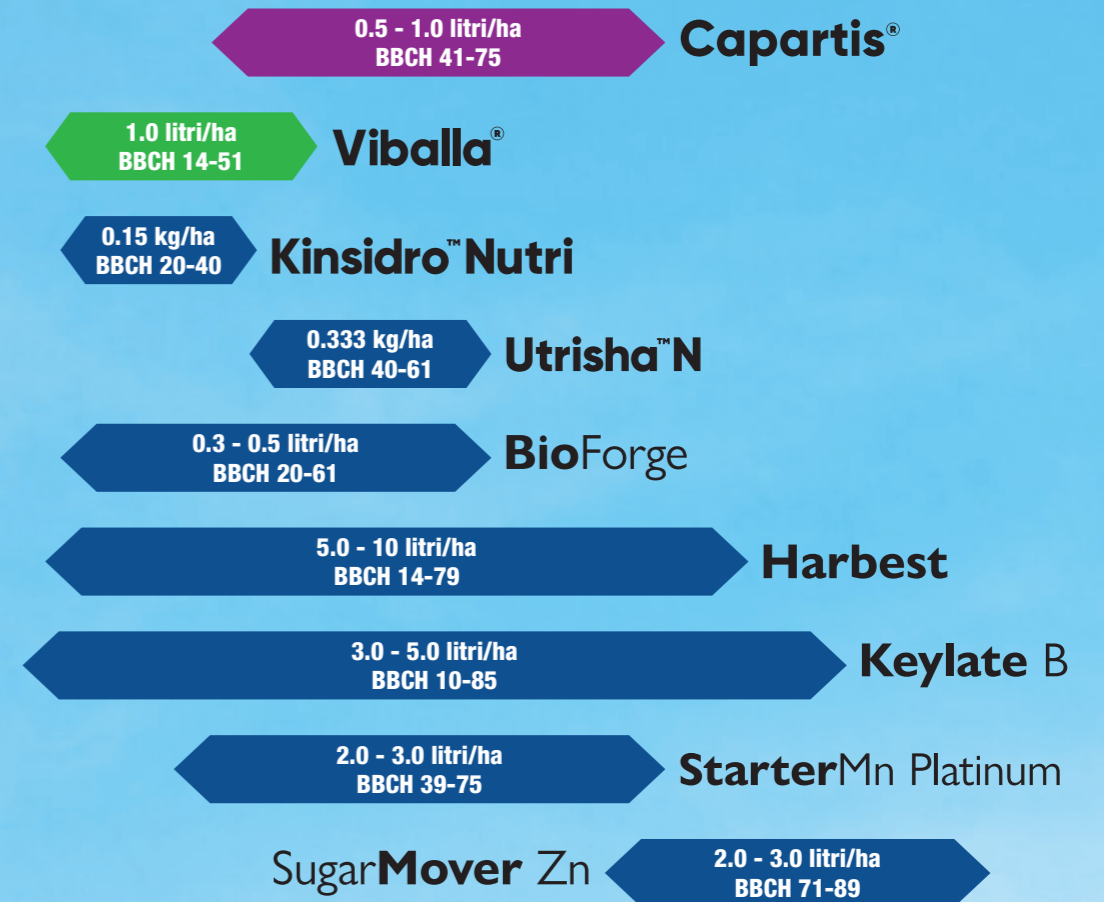 0.5 - 1.0 litri/ha
BBCH 41-75
Capartis®
1.0 litri/ha
BBCH 14-51
Viballa®
0.15 kg/ha
BBCH 20-40
Kinsidro™ Nutri
0.333 kg/ha
BBCH 40-61
Utrisha™ N
0.3 - 0.5 litri/ha
BBCH 20-61
BioForge
5.0 - 10 litri/ha
BBCH 14-79
Harbest
3.0 - 5.0 litri/ha
BBCH 10-85
Keylate B
2.0 - 3.0 litri/ha
BBCH 39-75
StarterMn Platinum
SugarMover Zn
2.0 - 3.0 litri/ha
BBCH 71-89